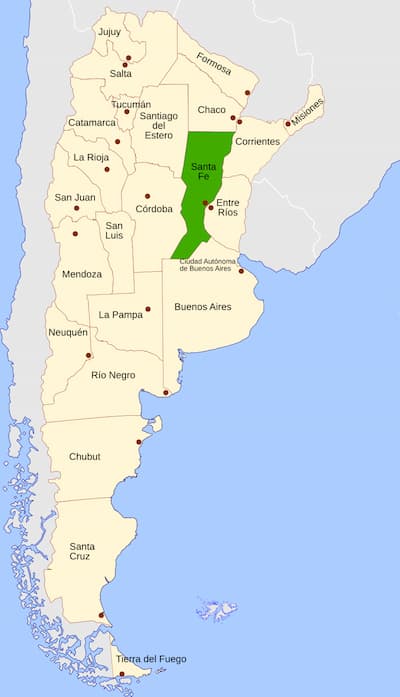 Jujuy
Formosa
Salta
Tucumán
Santiago
del
Estero
Chaco
Misiones
Catamarca
Corrientes
La Rioja
Santa
Fe
San Juan
Córdoba
Entre
Ríos
San
Luis
Ciudad Autónoma
de Buenos Aires
Mendoza
Buenos Aires
La Pampa
Neuquén
Río Negro
Chubut
Santa
Cruz
Tierra del Fuego